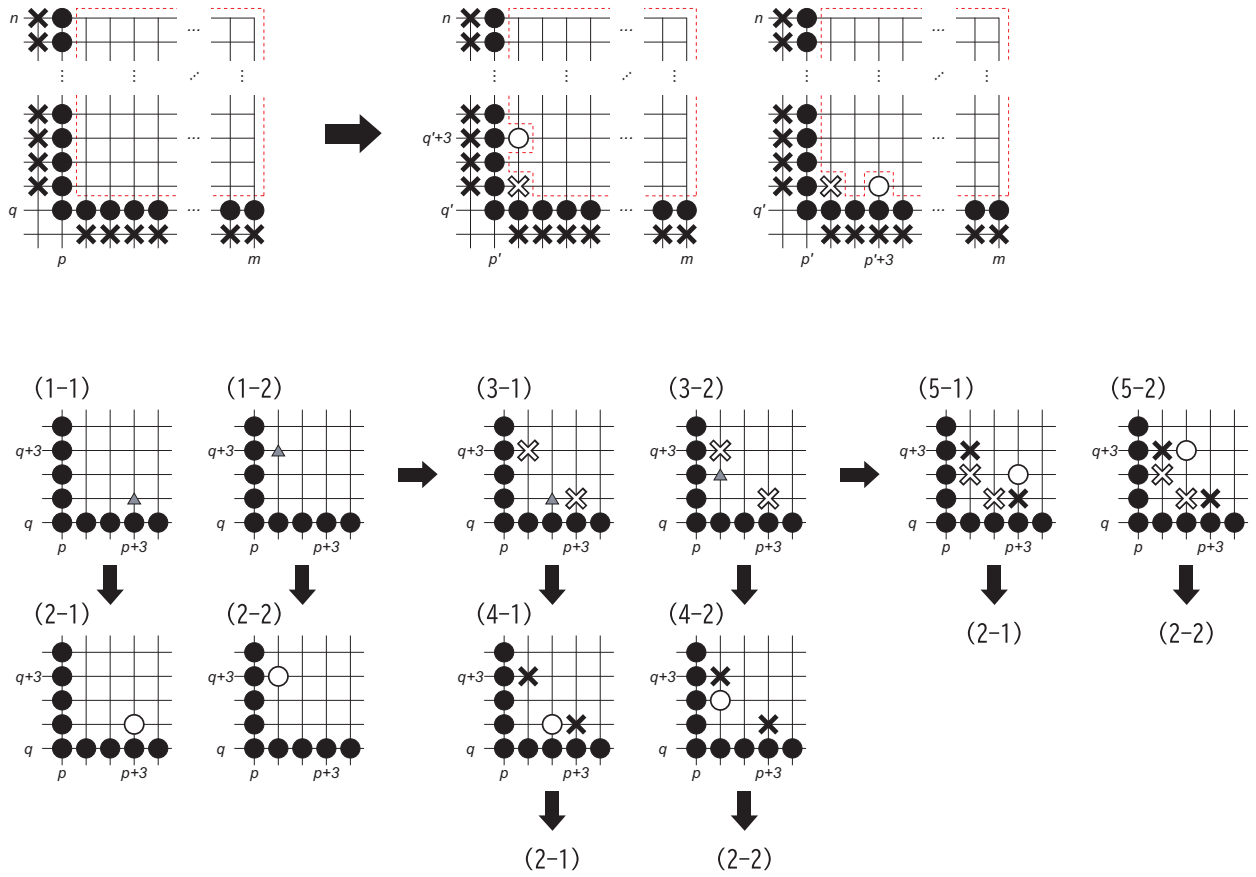 n ... n ... n ...
q'+3
q q' q'
p m p' m p' p'+3 m
(1-1) (1-2) (3-1) (3-2) (5-1) (5-2)
q+3 q+3 q+3 q+3 q+3 q+3
q q q q q q
p p+3 p p+3 p p+3 p p+3 p p+3 p p+3
(2-1) (2-2) (4-1) (4-2) (2-1) (2-2)
q+3 q+3 q+3 q+3
q q q q
p p+3 p p+3 p p+3 p p+3
(2-1) (2-2)